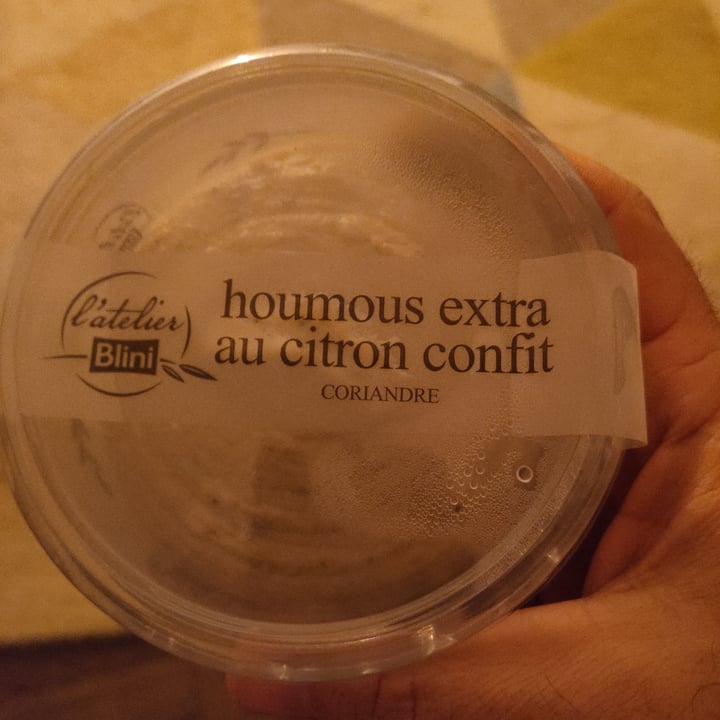 l'atelier
Blini
houmous extra
au citron confit
CORIANDRE